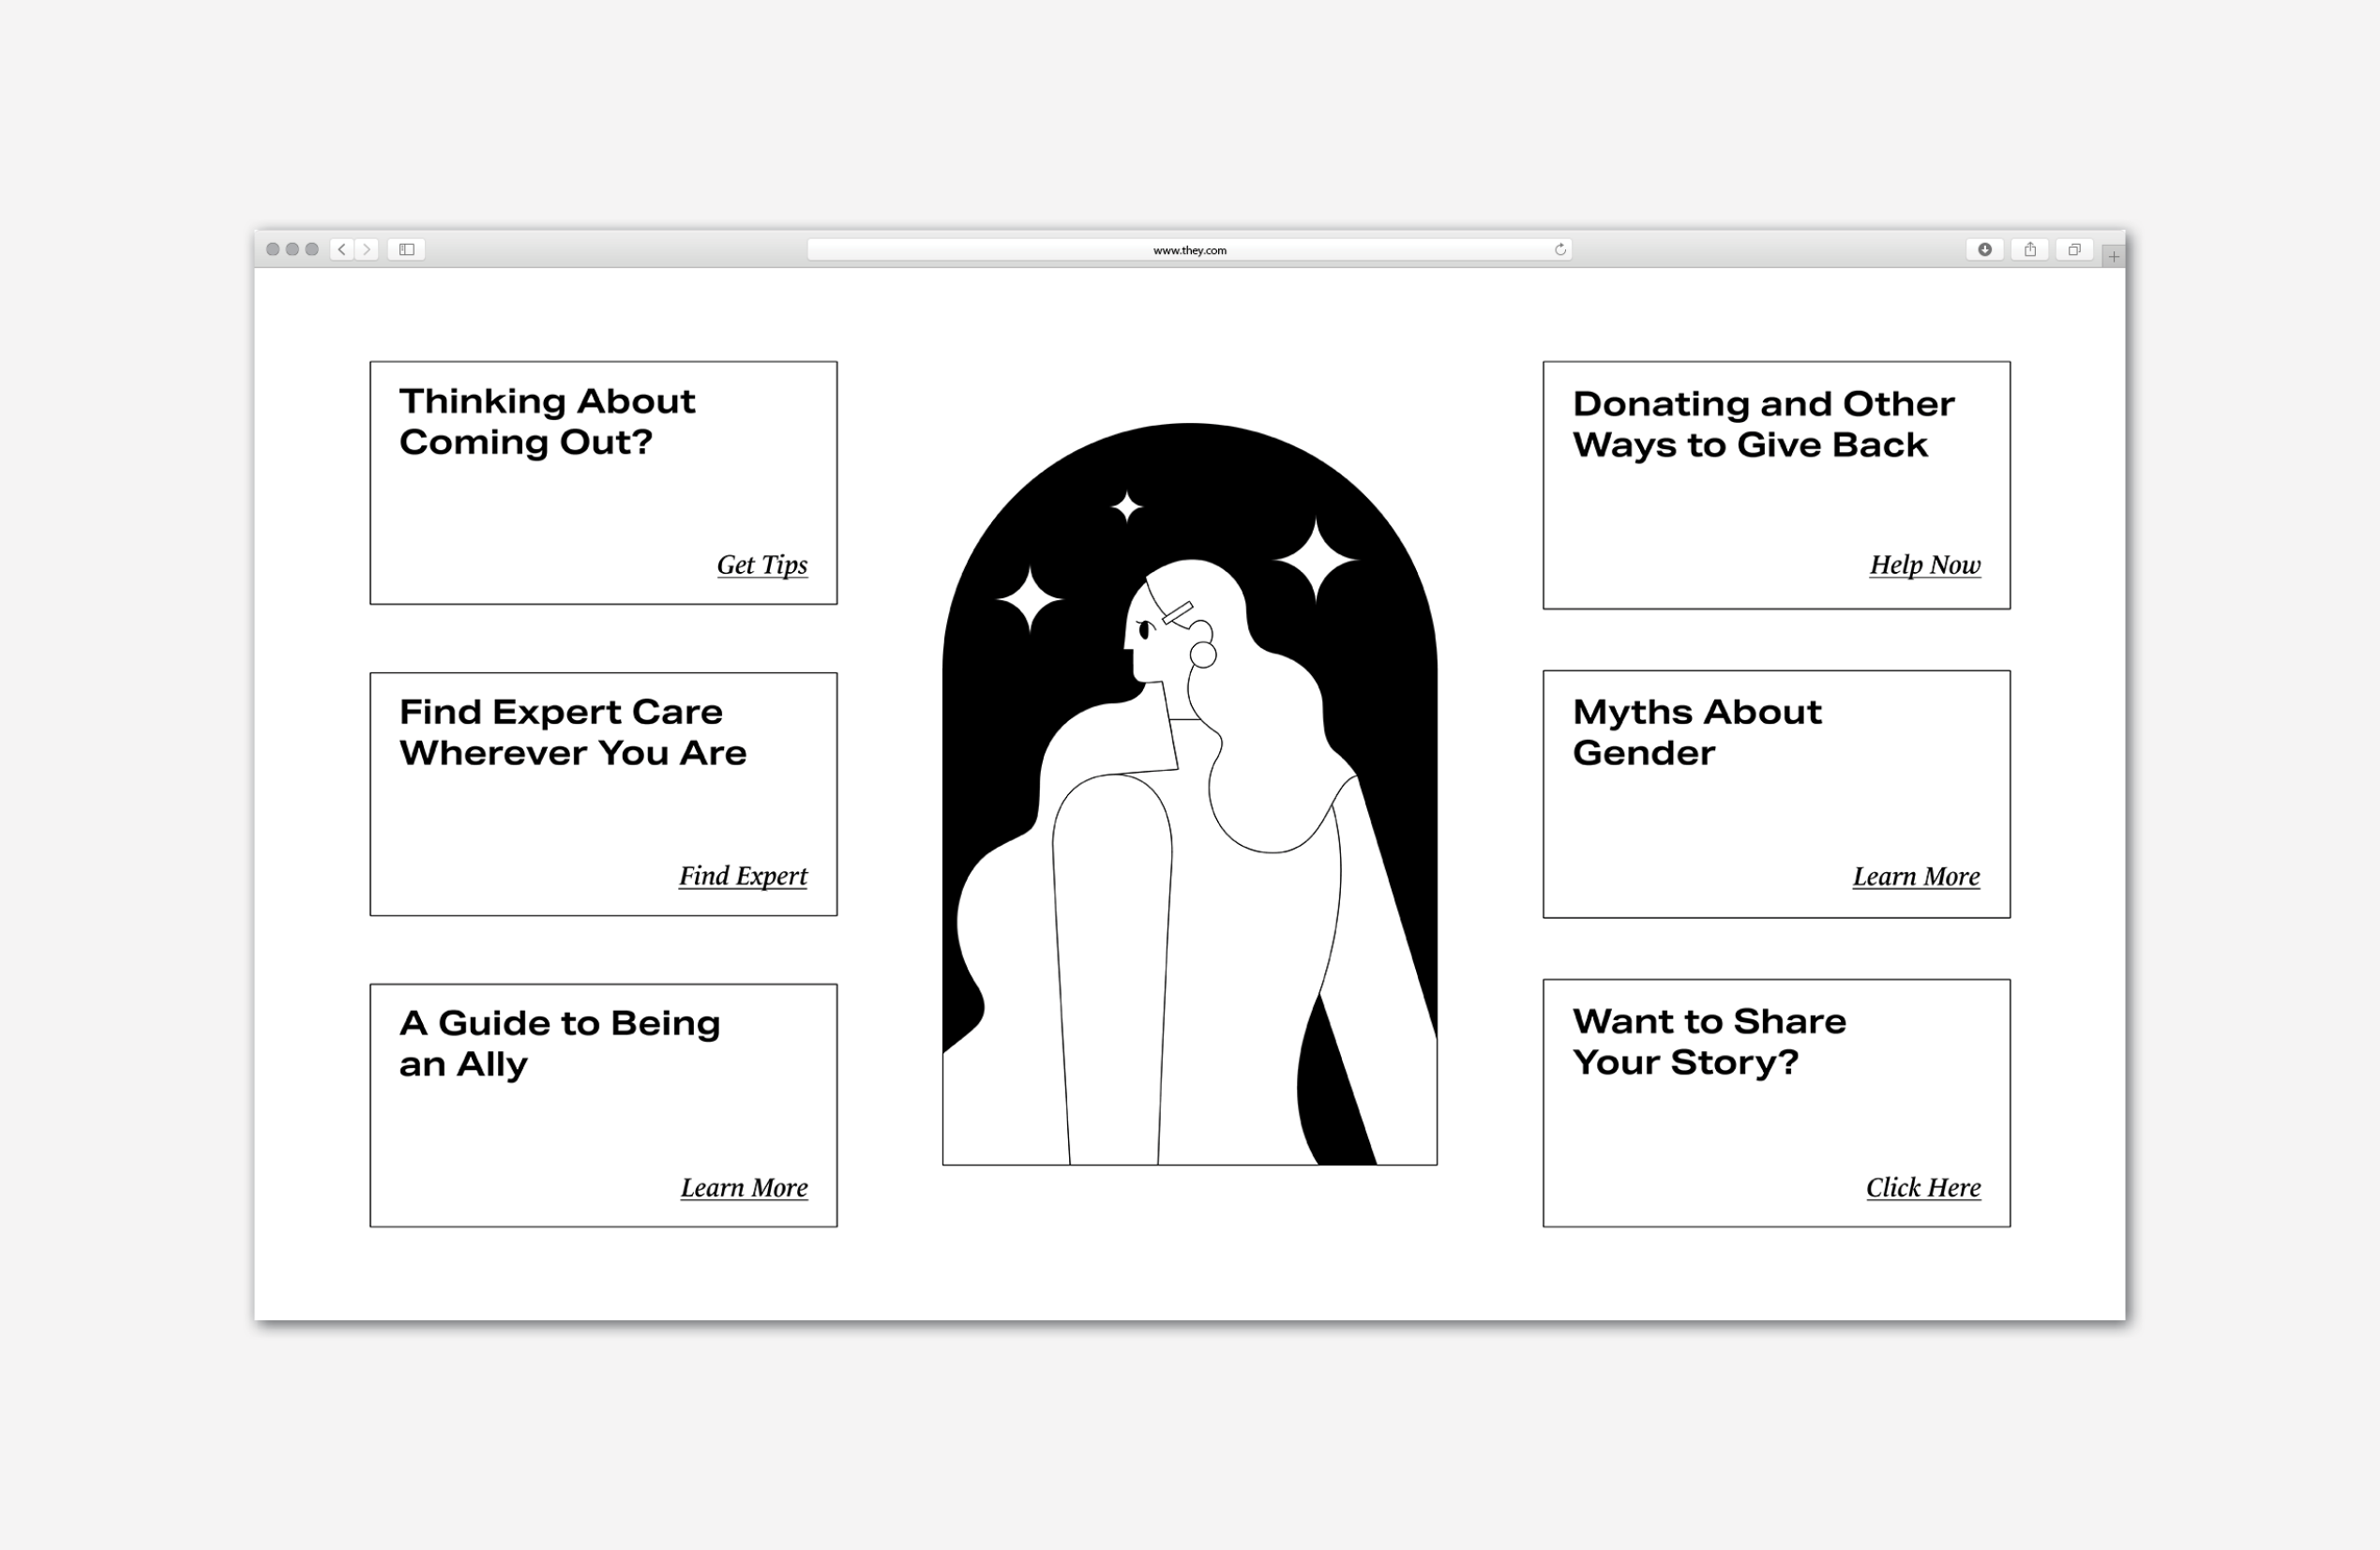 www.they.com
Thinking About
Coming Out?
Get Tips
Find Expert Care
Wherever You Are
Find Expert
A Guide to Being
an Ally
Learn More
Donating and Other
Ways to Give Back
Help Now
Myths About
Gender
Learn More
Want to Share
Your Story?
Click Here